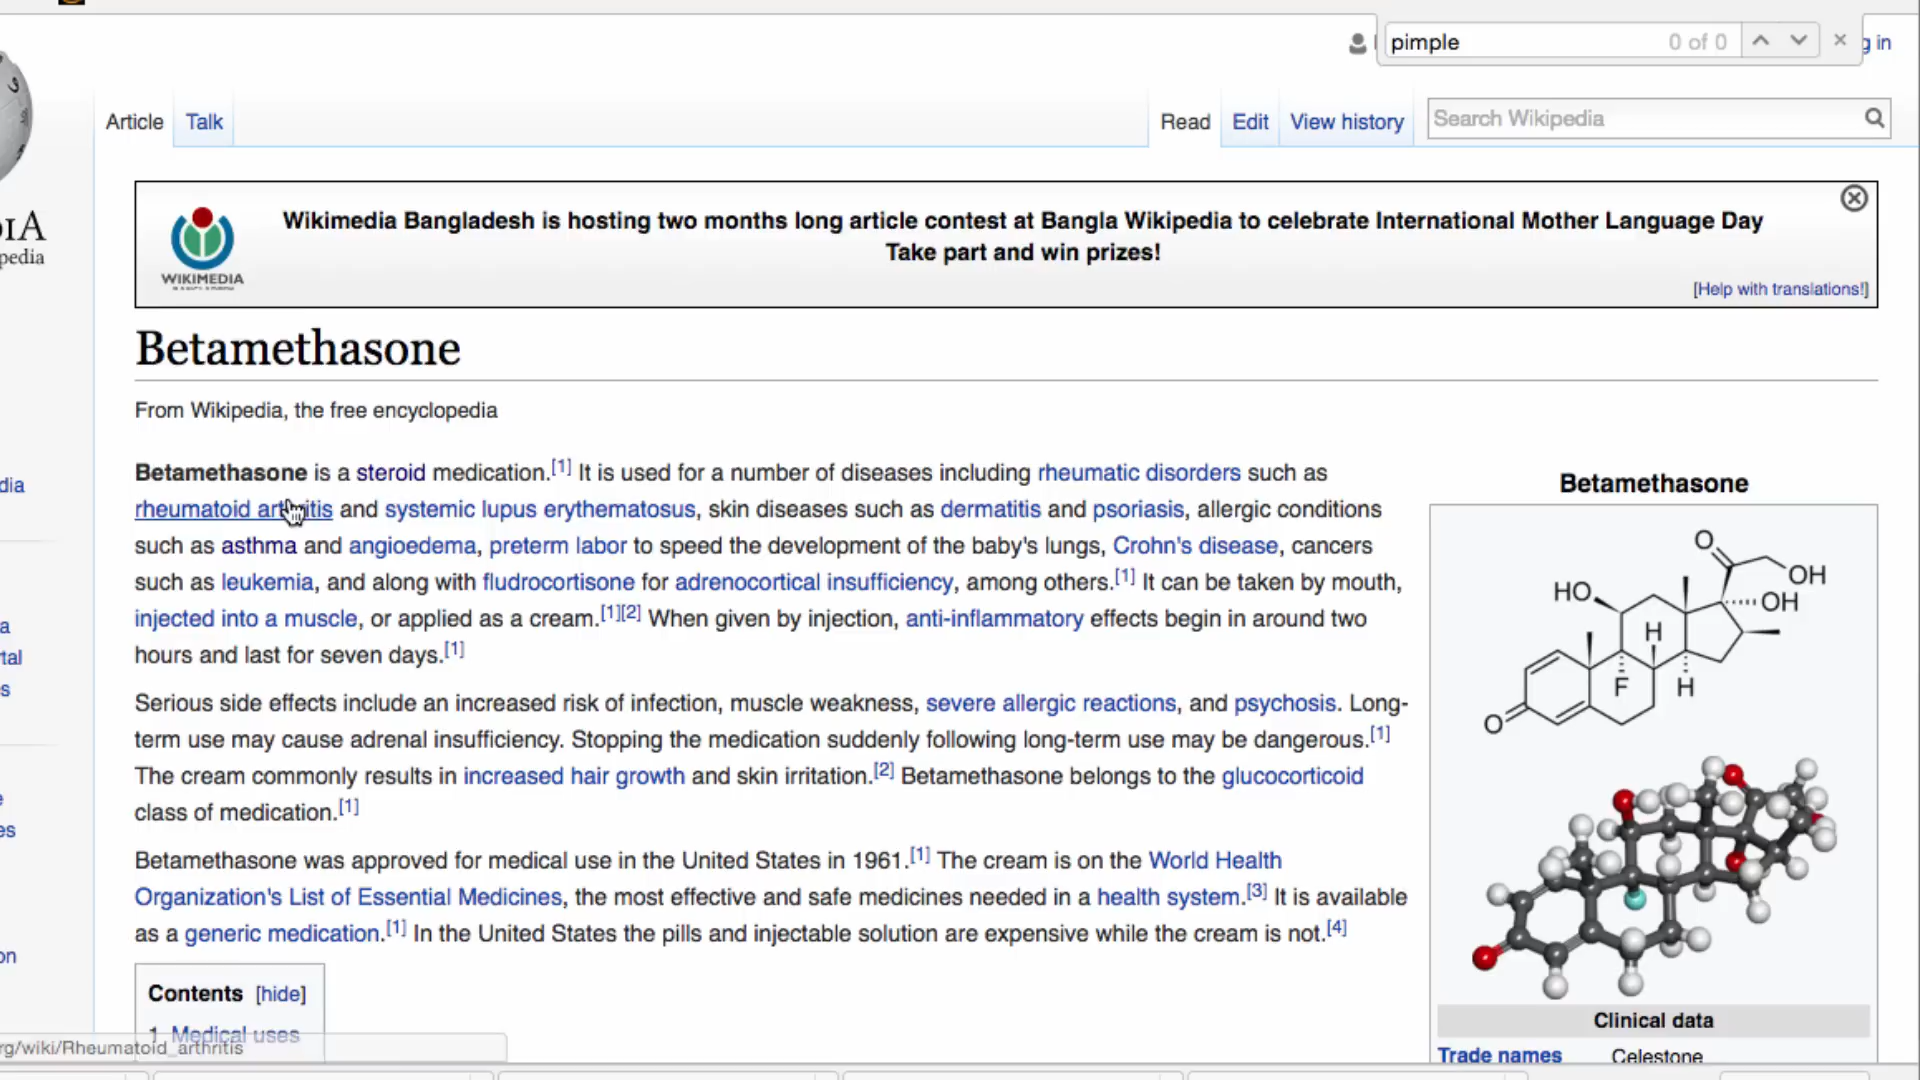 pimple 0 of 0
g in
Article Talk Read Edit View history Search Wikipedia
Wikimedia Bangladesh is hosting two months long article contest at Bangla Wikipedia to celebrate International Mother Language Day
Take part and win prizes!
WIKIMEDIA
[Help with translations!]
IA
pedia
Betamethasone
From Wikipedia, the free encyclopedia
Betamethasone is a steroid medication.[1] It is used for a number of diseases including rheumatic disorders such as
rheumatoid arthritis and systemic lupus erythematosus, skin diseases such as dermatitis and psoriasis, allergic conditions
such as asthma and angioedema, preterm labor to speed the development of the baby's lungs, Crohn's disease, cancers
such as leukemia, and along with fludrocortisone for adrenocortical insufficiency, among others.[1] It can be taken by mouth,
injected into a muscle, or applied as a cream.[1][2] When given by injection, anti-inflammatory effects begin in around two
hours and last for seven days.[1]
Serious side effects include an increased risk of infection, muscle weakness, severe allergic reactions, and psychosis. Long-
term use may cause adrenal insufficiency. Stopping the medication suddenly following long-term use may be dangerous.[1]
The cream commonly results in increased hair growth and skin irritation.[2] Betamethasone belongs to the glucocorticoid
class of medication.[1]
Betamethasone was approved for medical use in the United States in 1961.[1] The cream is on the World Health
Organization's List of Essential Medicines, the most effective and safe medicines needed in a health system.[3] It is available
as a generic medication.[1] In the United States the pills and injectable solution are expensive while the cream is not.[4]
Contents [hide]
1 Medical uses
rg/wiki/Rheumatoid_arthritis
dia
a
rtal
s
e
es
on
Betamethasone
O
OH
HO
OH
H
F
H
O
Clinical data
Trade names Celestone